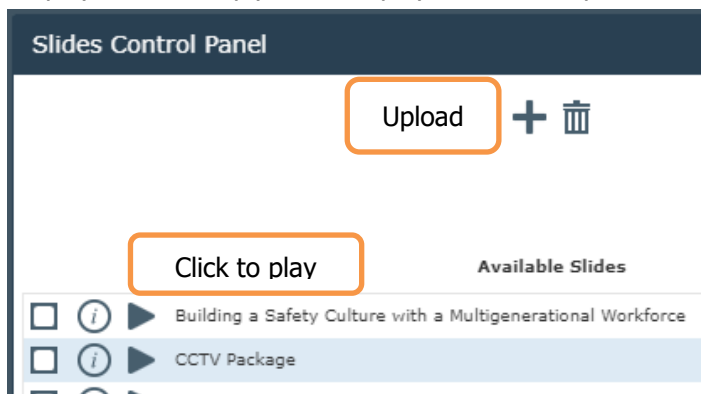 Slides Control Panel
Upload
Click to play
Available Slides
Building a Safety Culture with a Multigenerational Workforce
CCTV Package